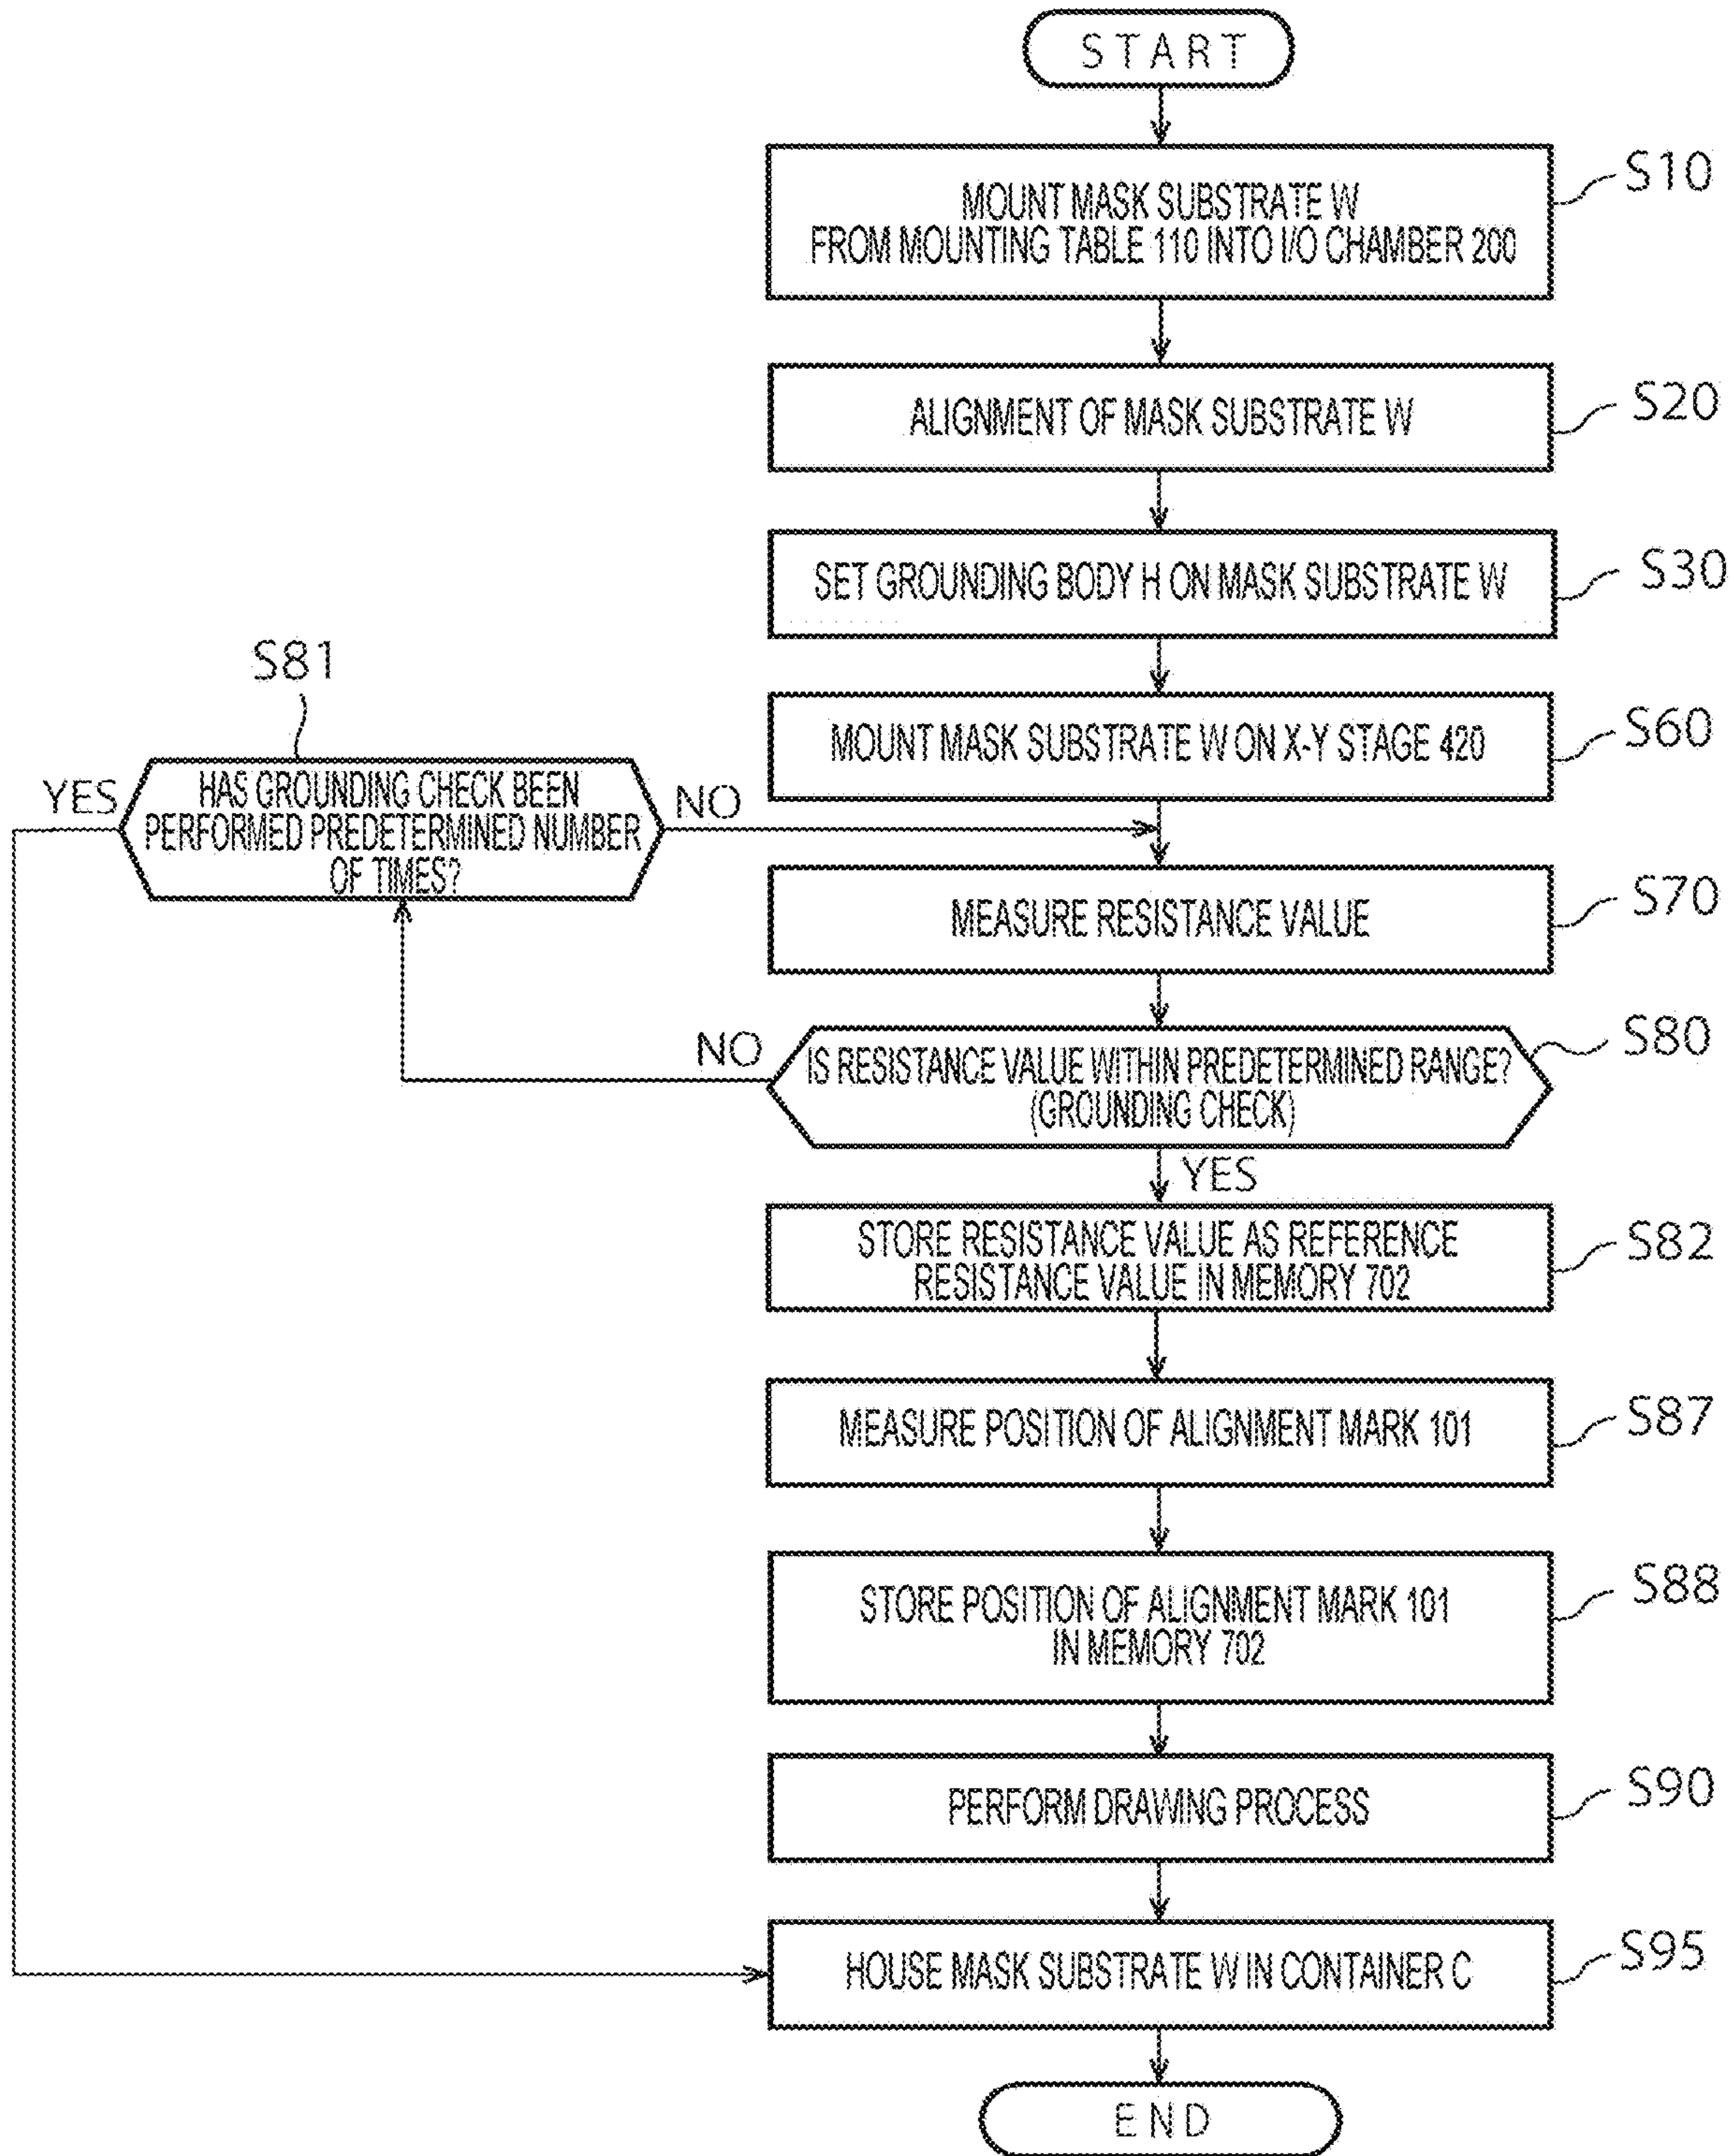 START
MOUNT MASK SUBSTRATE W
FROM MOUNTING TABLE 110 INTO I/O CHAMBER 200
S10
ALIGNMENT OF MASK SUBSTRATE W
S20
SET GROUNDING BODY H ON MASK SUBSTRATE W
S30
S81
MOUNT MASK SUBSTRATE W ON X-Y STAGE 420
S60
YES
HAS GROUNDING CHECK BEEN
PERFORMED PREDETERMINED NUMBER
OF TIMES?
NO
MEASURE RESISTANCE VALUE
S70
NO
IS RESISTANCE VALUE WITHIN PREDETERMINED RANGE?
(GROUNDING CHECK)
S80
YES
STORE RESISTANCE VALUE AS REFERENCE
RESISTANCE VALUE IN MEMORY 702
S82
MEASURE POSITION OF ALIGNMENT MARK 101
S87
STORE POSITION OF ALIGNMENT MARK 101
IN MEMORY 702
S88
PERFORM DRAWING PROCESS
S90
HOUSE MASK SUBSTRATE W IN CONTAINER C
S95
END